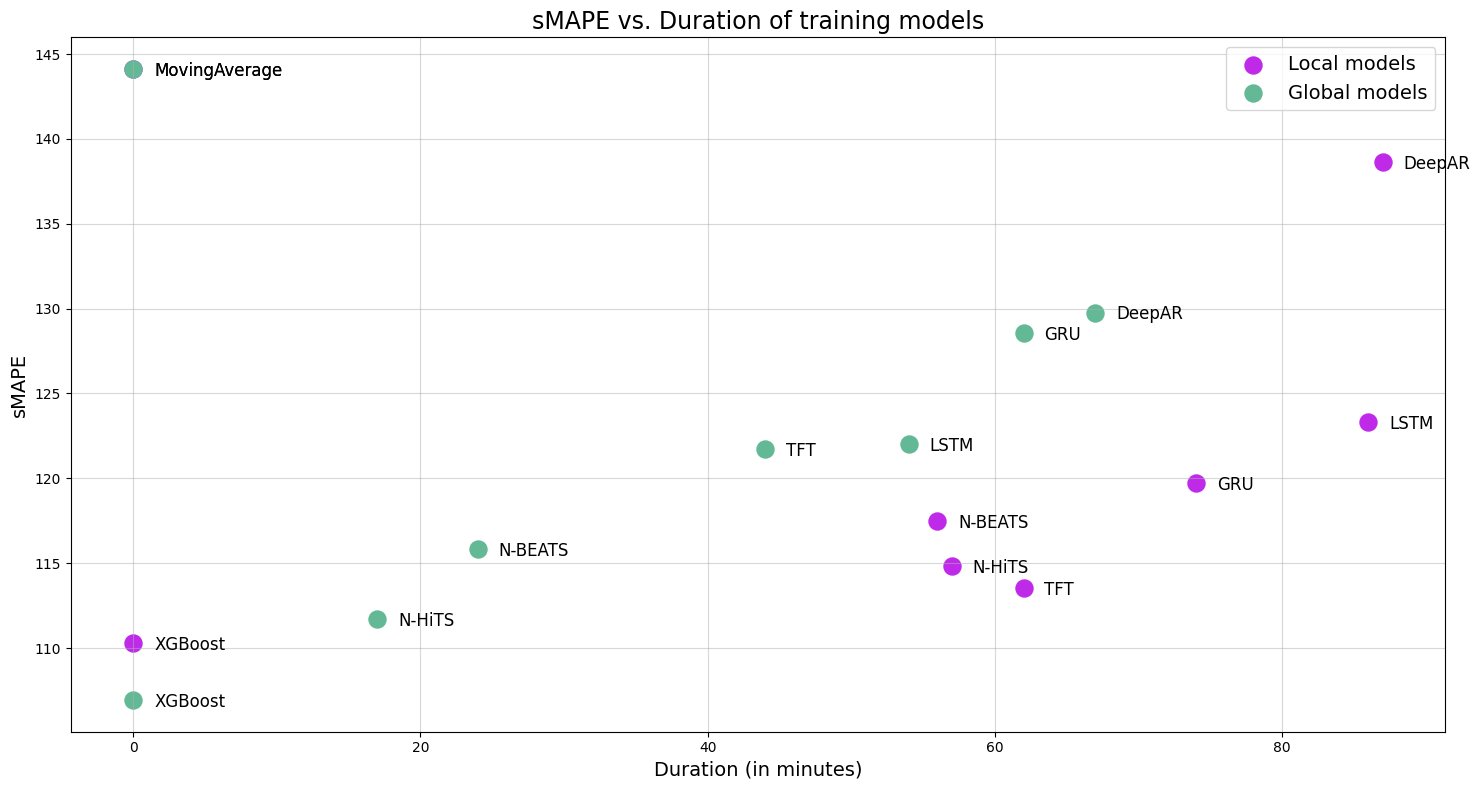 sMAPE vs. Duration of training models
145
140
135
130
125
120
115
110
sMAPE
MovingAverage
Local models
Global models
DeepAR
DeepAR
GRU
LSTM
TFT
LSTM
GRU
N-BEATS
N-BEATS
N-HiTS
TFT
N-HiTS
XGBoost
XGBoost
0 20 40 60 80
Duration (in minutes)